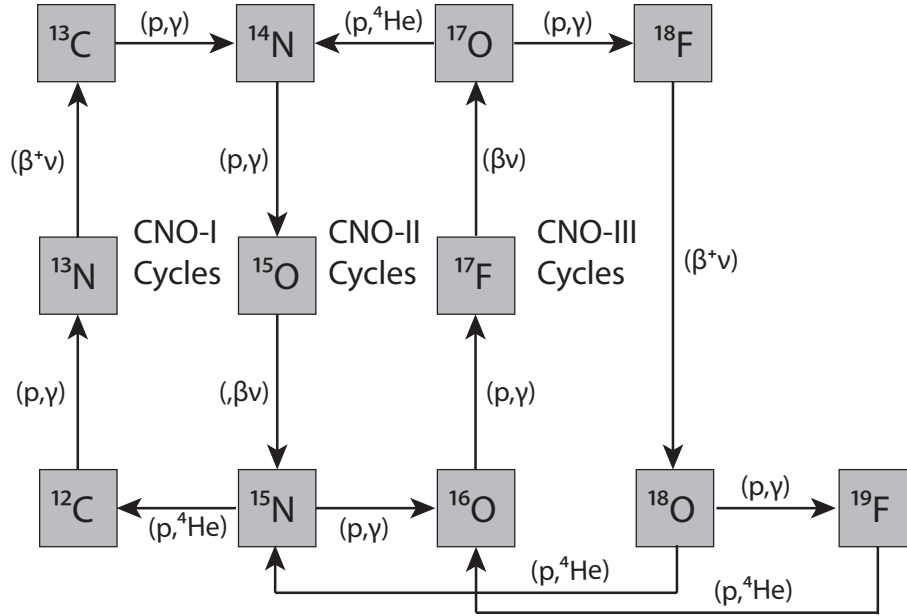 (p,γ)
(p,⁴He)
(p,γ)
¹³C
¹⁴N
¹⁷O
¹⁸F
(β⁺ν)
(p,γ)
(βν)
CNO-I
Cycles
CNO-II
Cycles
CNO-III
Cycles
(β⁺ν)
¹³N
¹⁵O
¹⁷F
(p,γ)
(,βν)
(p,γ)
¹²C
¹⁵N
¹⁶O
¹⁸O
(p,γ)
¹⁹F
(p,⁴He)
(p,γ)
(p,⁴He)
(p,⁴He)